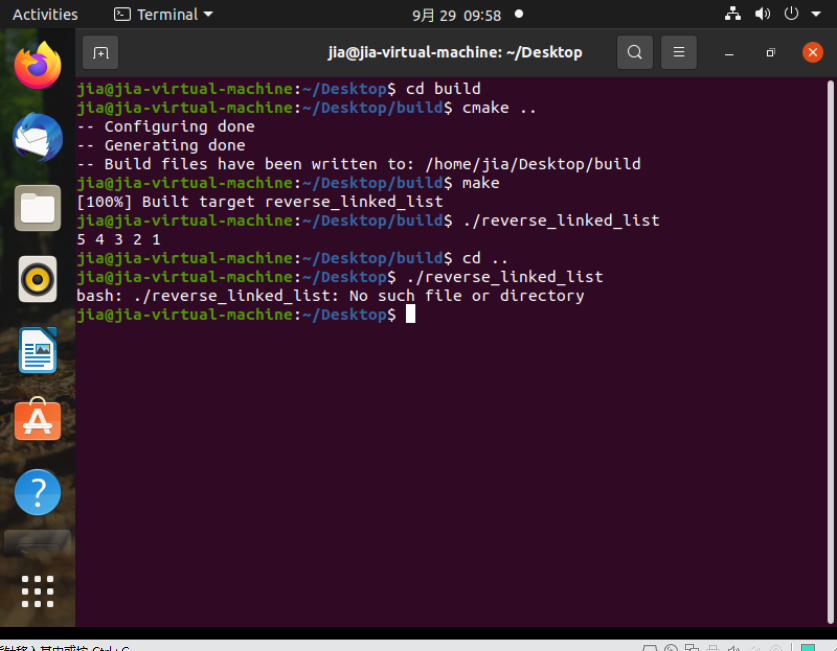 Activities
Terminal
9月 29 09:58
jia@jia-virtual-machine: ~/Desktop
jia@jia-virtual-machine:~/Desktop$ cd build
jia@jia-virtual-machine:~/Desktop/build$ cmake ..
-- Configuring done
-- Generating done
-- Build files have been written to: /home/jia/Desktop/build
jia@jia-virtual-machine:~/Desktop/build$ make
[100%] Built target reverse_linked_list
jia@jia-virtual-machine:~/Desktop/build$ ./reverse_linked_list
5 4 3 2 1
jia@jia-virtual-machine:~/Desktop/build$ cd ..
jia@jia-virtual-machine:~/Desktop$ ./reverse_linked_list
bash: ./reverse_linked_list: No such file or directory
jia@jia-virtual-machine:~/Desktop$